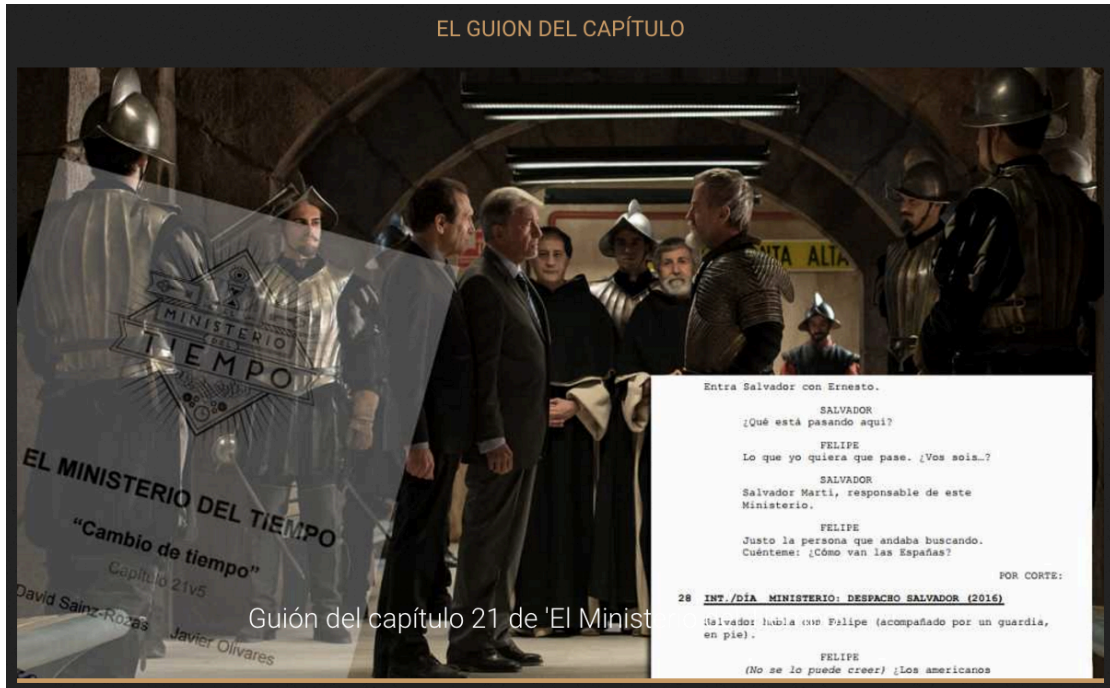 EL GUION DEL CAPÍTULO
NTA ALTA
MINISTERIO
DEL
TIEMPO
EL MINISTERIO DEL TIEMPO
“Cambio de tiempo”
Capítulo 21v5
David Sainz-Rozas
Javier Olivares
Guión del capítulo 21 de 'El Minist
Entra Salvador con Ernesto.
SALVADOR
¿Qué está pasando aquí?
FELIPE
Lo que yo quiera que pase. ¿Vos sois…?
SALVADOR
Salvador Martí, responsable de este
Ministerio.
FELIPE
Justo la persona que andaba buscando.
Cuénteme: ¿Cómo van las Españas?
POR CORTE:
28 INT./DÍA MINISTERIO: DESPACHO SALVADOR (2016)
Salvador habla con Felipe (acompañado por un guardia,
en pie).
FELIPE
(No se lo puede creer) ¿Los americanos